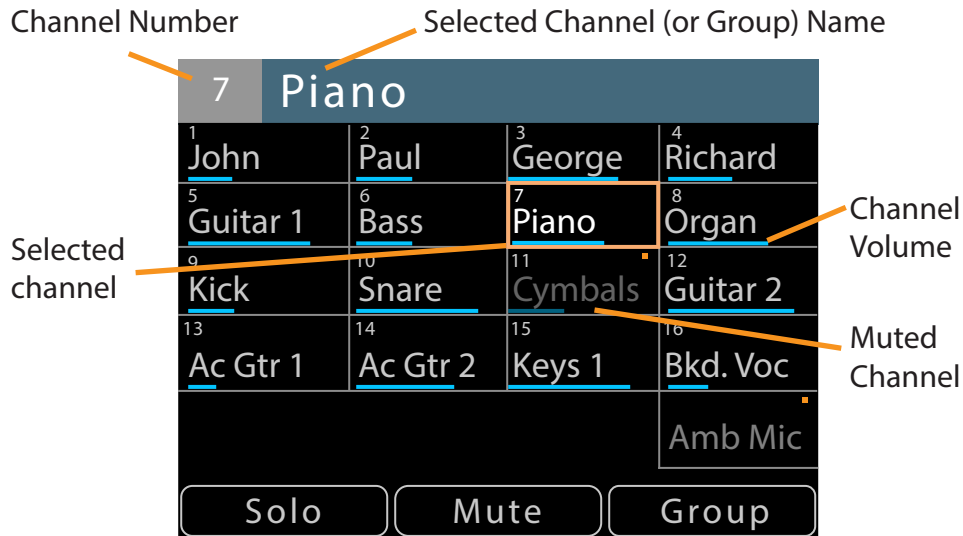 Channel Number
Selected Channel (or Group) Name
7 Piano
1 2 3 4
John Paul George Richard
5 6 7 8
Guitar 1 Bass Piano Organ
Channel
Volume
Selected
channel
9 10 11 12
Kick Snare Cymbals Guitar 2
13 14 15 16
Ac Gtr 1 Ac Gtr 2 Keys 1 Bkd. Voc
Muted
Channel
Amb Mic
Solo Mute Group